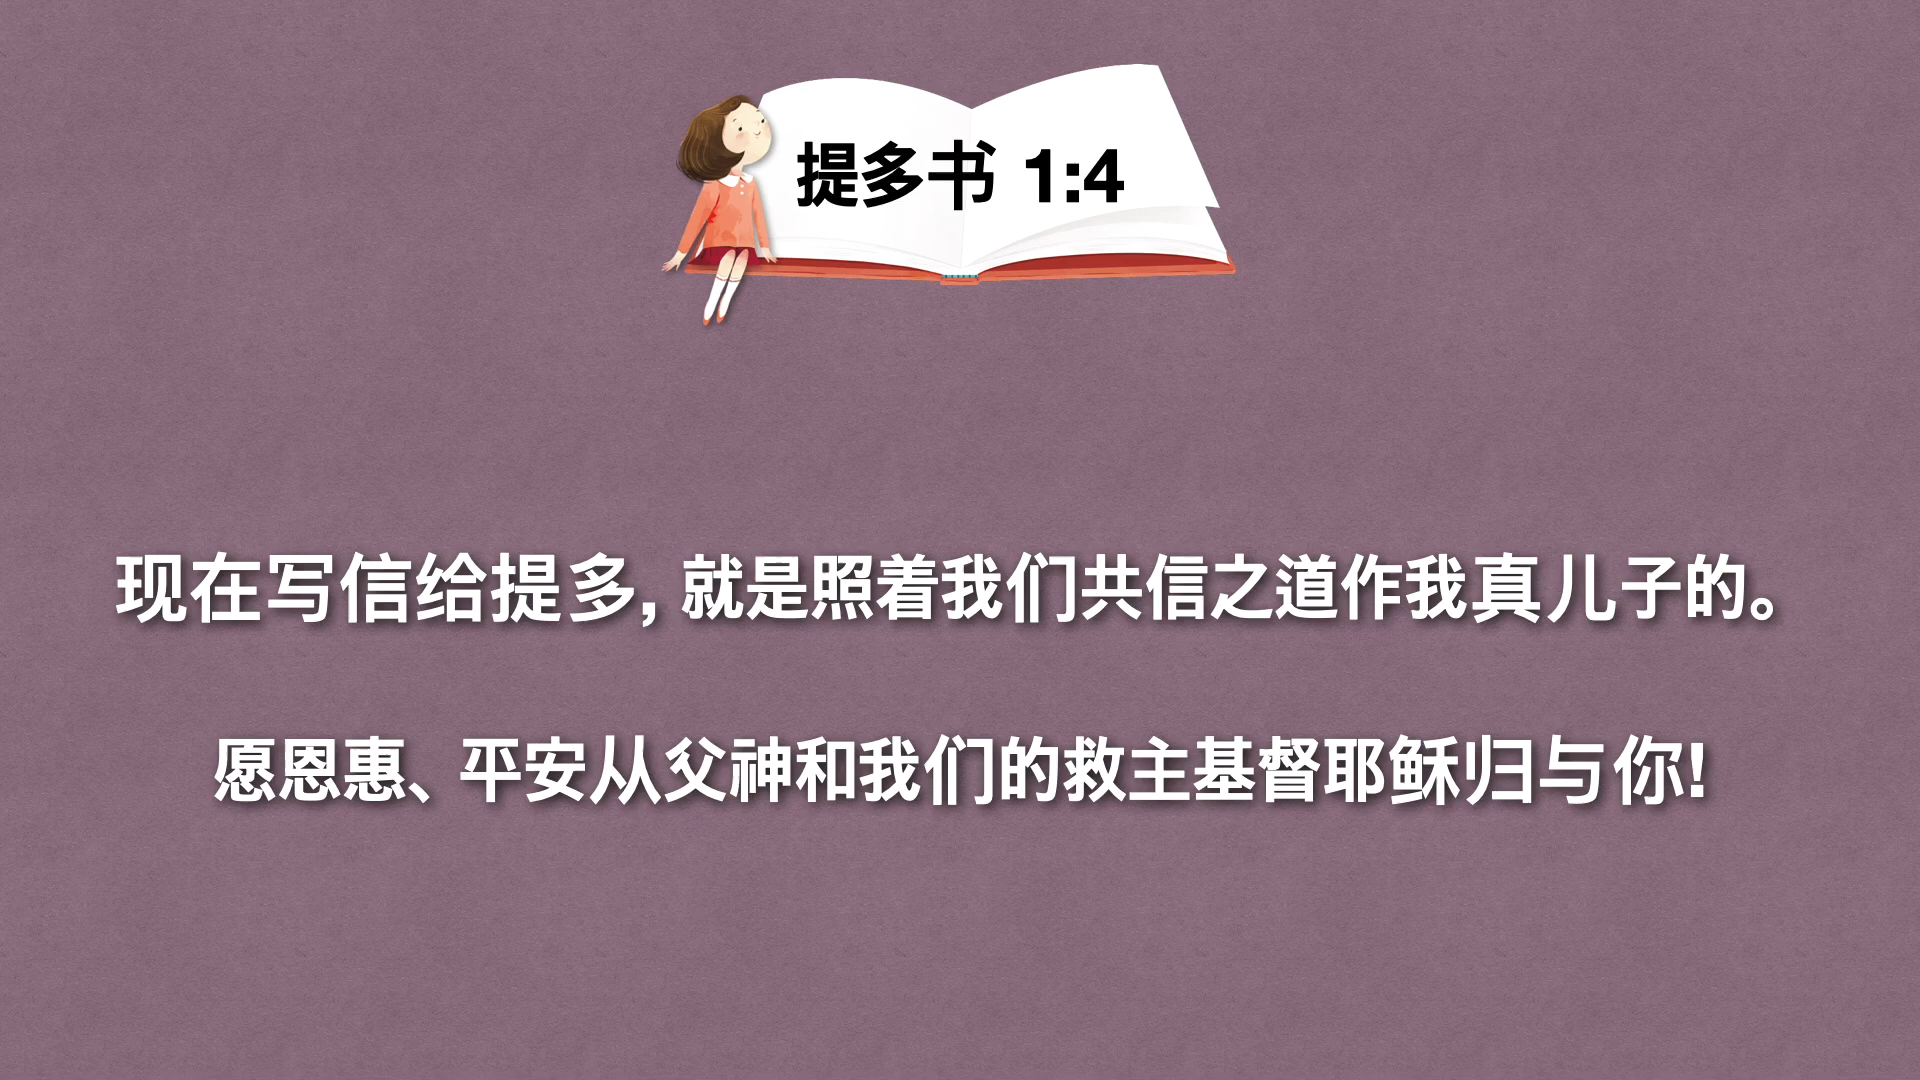 提多书 1:4
现在写信给提多, 就是照着我们共信之道作我真儿子的。
愿恩惠、平安从父神和我们的救主基督耶稣归与你!